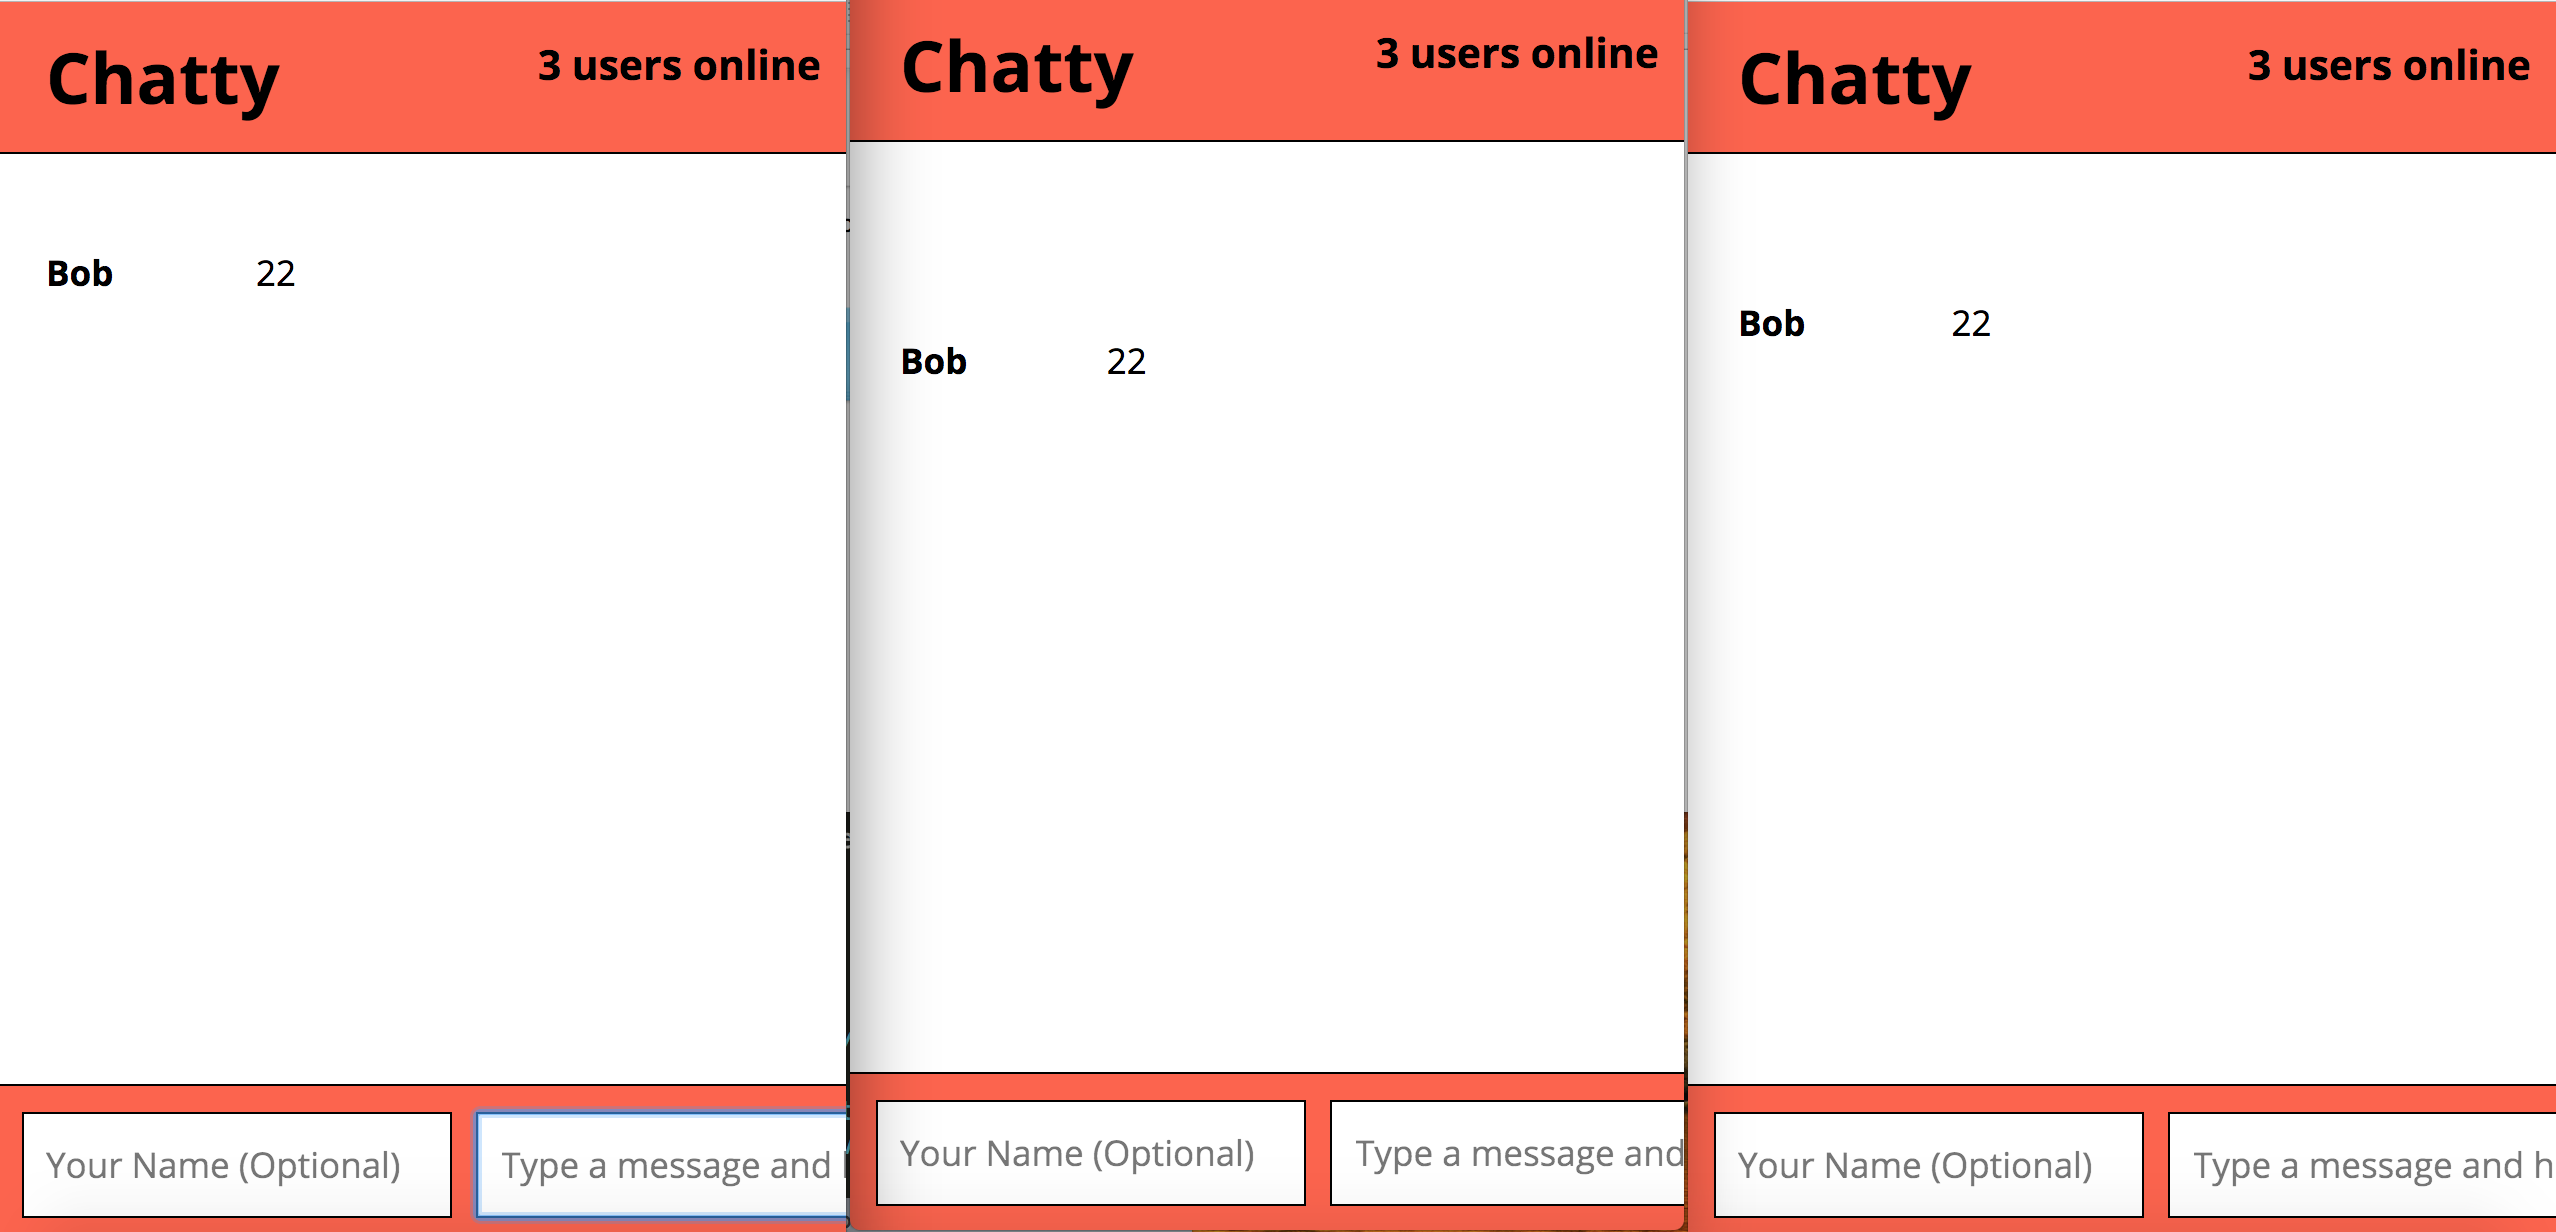 Chatty 3 users online
Bob 22
Your Name (Optional) Type a message and
Chatty 3 users online
Bob 22
Your Name (Optional) Type a message and
Chatty 3 users online
Bob 22
Your Name (Optional) Type a message and h